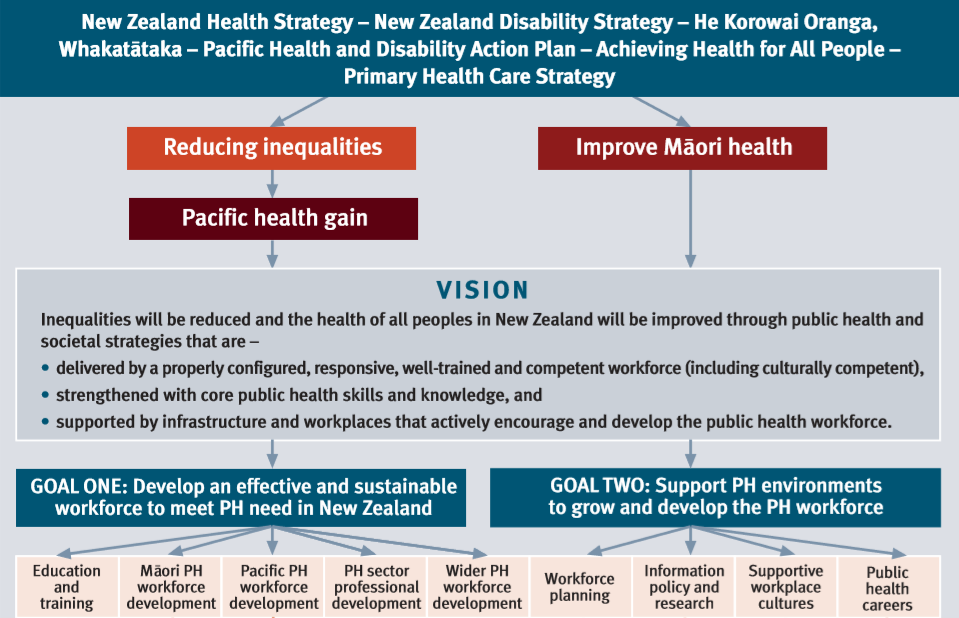 New Zealand Health Strategy – New Zealand Disability Strategy – He Korowai Oranga,
Whakatātaka – Pacific Health and Disability Action Plan – Achieving Health for All People –
Primary Health Care Strategy
Reducing inequalities
Improve Māori health
Pacific health gain
VISION
Inequalities will be reduced and the health of all peoples in New Zealand will be improved through public health and
societal strategies that are –
• delivered by a properly configured, responsive, well-trained and competent workforce (including culturally competent),
• strengthened with core public health skills and knowledge, and
• supported by infrastructure and workplaces that actively encourage and develop the public health workforce.
GOAL ONE: Develop an effective and sustainable
workforce to meet PH need in New Zealand
GOAL TWO: Support PH environments
to grow and develop the PH workforce
Education
and
training
Māori PH
workforce
development
Pacific PH
workforce
development
PH sector
professional
development
Wider PH
workforce
development
Workforce
planning
Information
policy and
research
Supportive
workplace
cultures
Public
health
careers